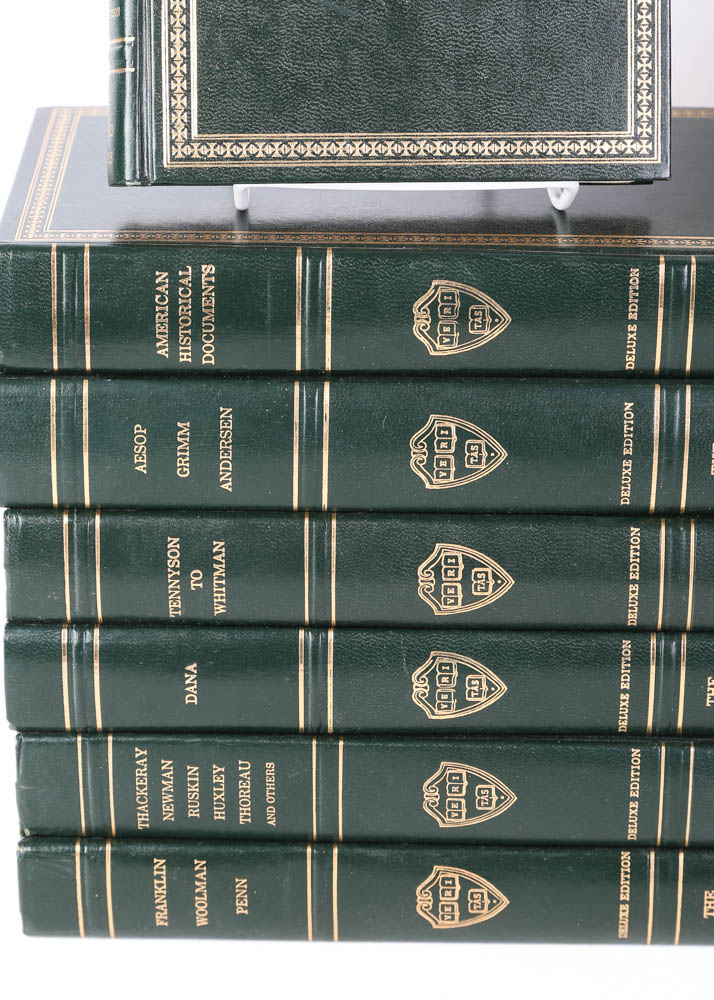 AMERICAN
HISTORICAL
DOCUMENTS
VE RI
TAS
DELUXE EDITION
AESOP
GRIMM
ANDERSEN
VE RI
TAS
DELUXE EDITION
TENNYSON
TO
WHITMAN
VE RI
TAS
DELUXE EDITION
DANA
VE RI
TAS
DELUXE EDITION
THE
THACKERAY
NEWMAN
RUSKIN
HUXLEY
THOREAU
AND OTHERS
VE RI
TAS
DELUXE EDITION
FRANKLIN
WOOLMAN
PENN
VE RI
TAS
DELUXE EDITION
THE